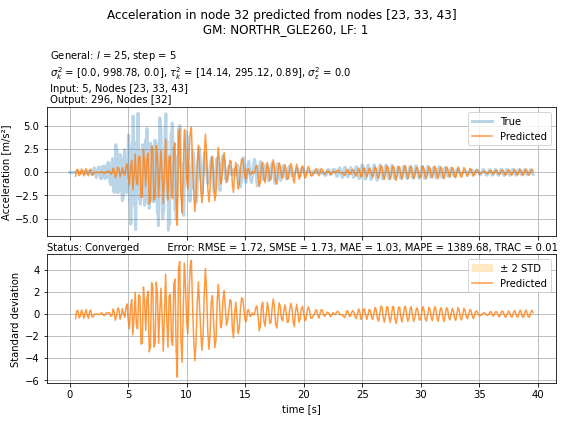 Acceleration in node 32 predicted from nodes [23, 33, 43]
GM: NORTHR_GLE260, LF: 1
General: l = 25, step = 5
σ²ₖ = [0.0, 998.78, 0.0], τ²ₖ = [14.14, 295.12, 0.89], σ²ε = 0.0
Input: 5, Nodes [23, 33, 43]
Output: 296, Nodes [32]
Acceleration [m/s²]
5.0
2.5
0.0
−2.5
−5.0
True
Predicted
Status: Converged Error: RMSE = 1.72, SMSE = 1.73, MAE = 1.03, MAPE = 1389.68, TRAC = 0.01
Standard deviation
4
2
0
−2
−4
−6
± 2 STD
Predicted
0 5 10 15 20 25 30 35 40
time [s]